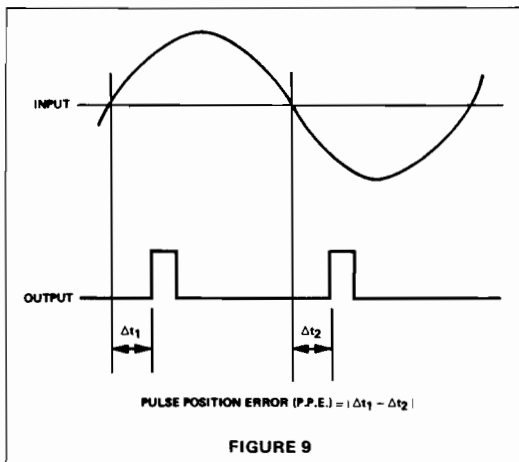 INPUT
OUTPUT
Δt₁
Δt₂
PULSE POSITION ERROR (P.P.E.) = | Δt₁ – Δt₂ |
FIGURE 9